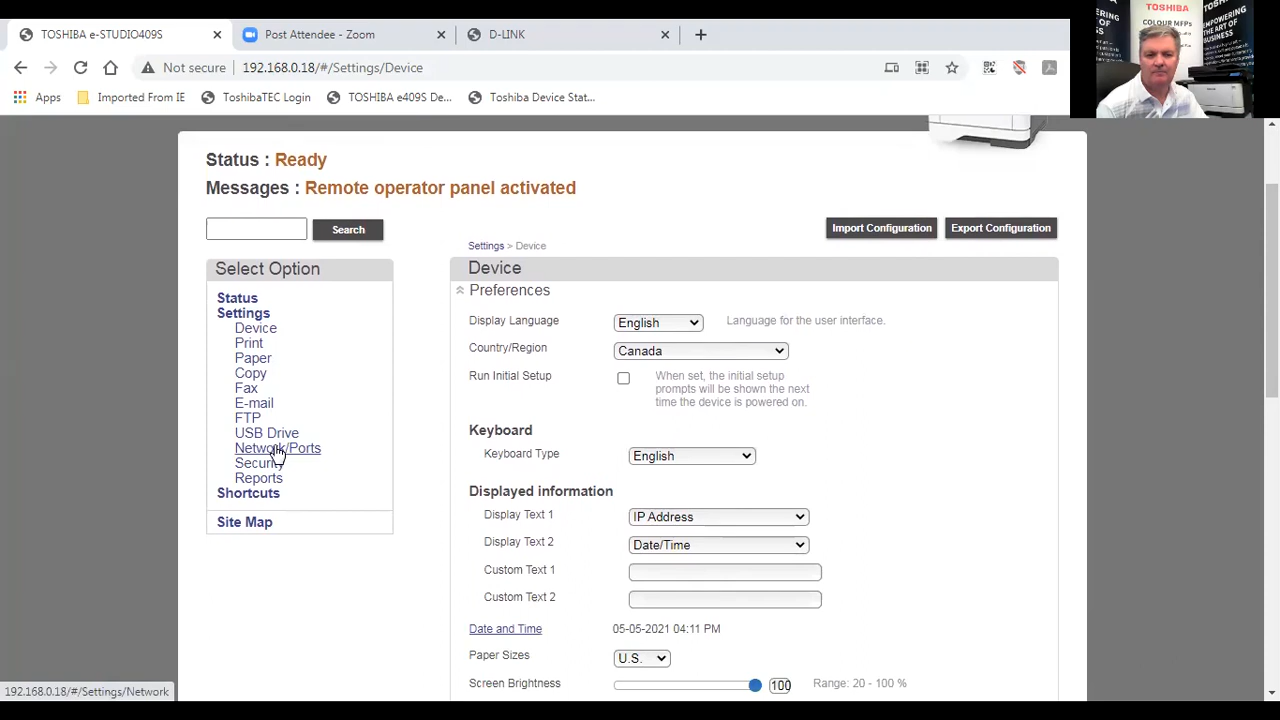 TOSHIBA e-STUDIO409S
Post Attendee - Zoom
D-LINK
Not secure 192.168.0.18/#/Settings/Device
Apps Imported From IE ToshibaTEC Login TOSHIBA e409S De... Toshiba Device Stat...
TOSHIBA
COLOUR MFPS
EMPOWERING
THE ART OF
BUSINESS
Status : Ready
Messages : Remote operator panel activated
Search
Import Configuration Export Configuration
Select Option
Status
Settings
Device
Print
Paper
Copy
Fax
E-mail
FTP
USB Drive
Network/Ports
Security
Reports
Shortcuts
Site Map
Settings > Device
Device
Preferences
Display Language English Language for the user interface.
Country/Region Canada
Run Initial Setup When set, the initial setup
prompts will be shown the next
time the device is powered on.
Keyboard
Keyboard Type English
Displayed information
Display Text 1 IP Address
Display Text 2 Date/Time
Custom Text 1
Custom Text 2
Date and Time 05-05-2021 04:11 PM
Paper Sizes U.S.
Screen Brightness 100 Range: 20 - 100 %
192.168.0.18/#/Settings/Network